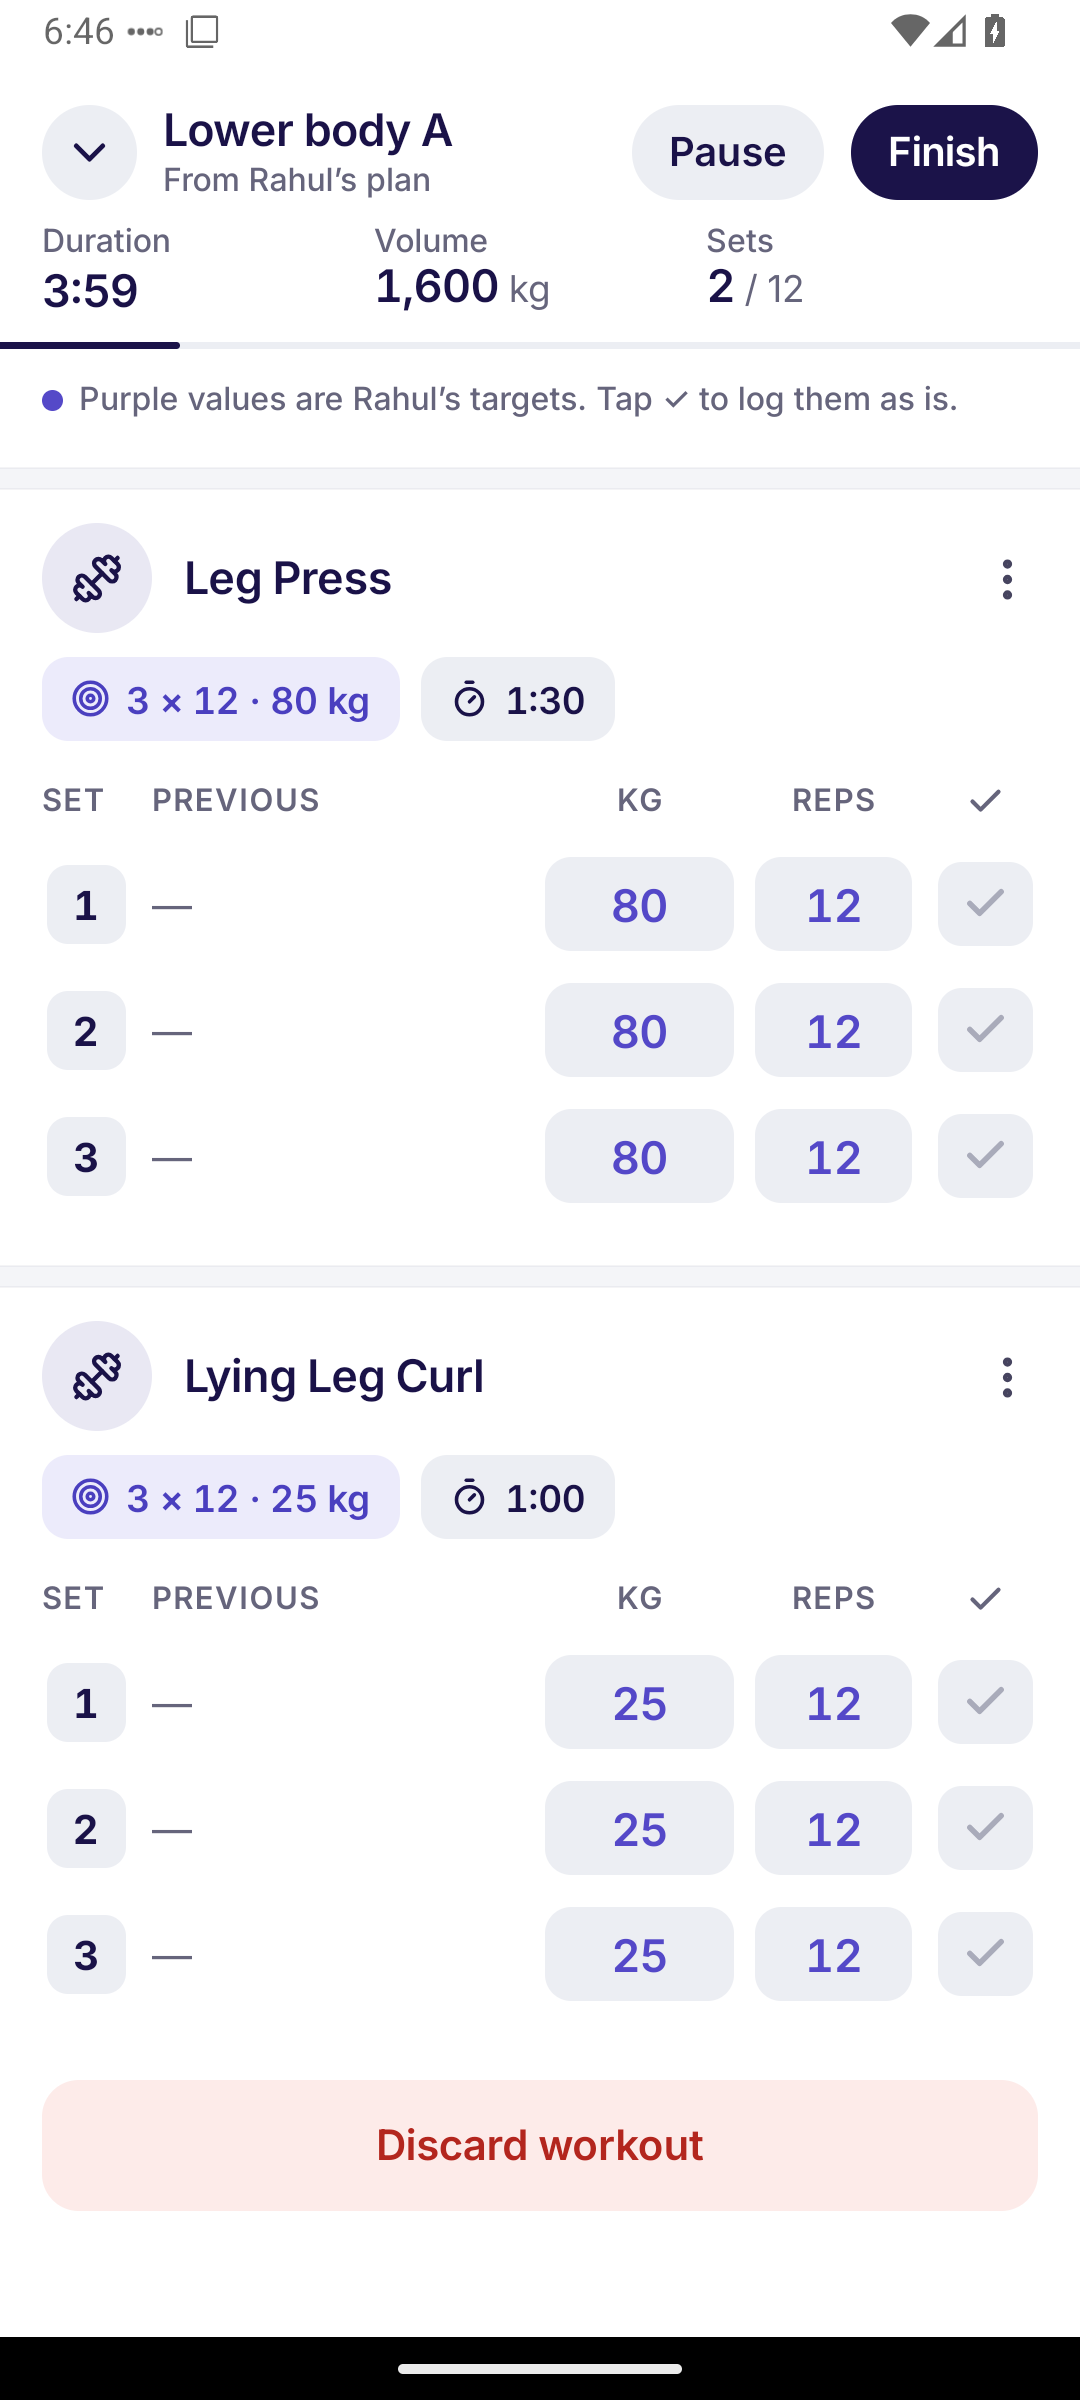 6:46
Lower body A
From Rahul’s plan
Pause
Finish
Duration
3:59
Volume
1,600 kg
Sets
2 / 12
Purple values are Rahul’s targets. Tap ✓ to log them as is.
Leg Press
3 × 12 · 80 kg
1:30
SET PREVIOUS KG REPS ✓
1 — 80 12
2 — 80 12
3 — 80 12
Lying Leg Curl
3 × 12 · 25 kg
1:00
SET PREVIOUS KG REPS ✓
1 — 25 12
2 — 25 12
3 — 25 12
Discard workout